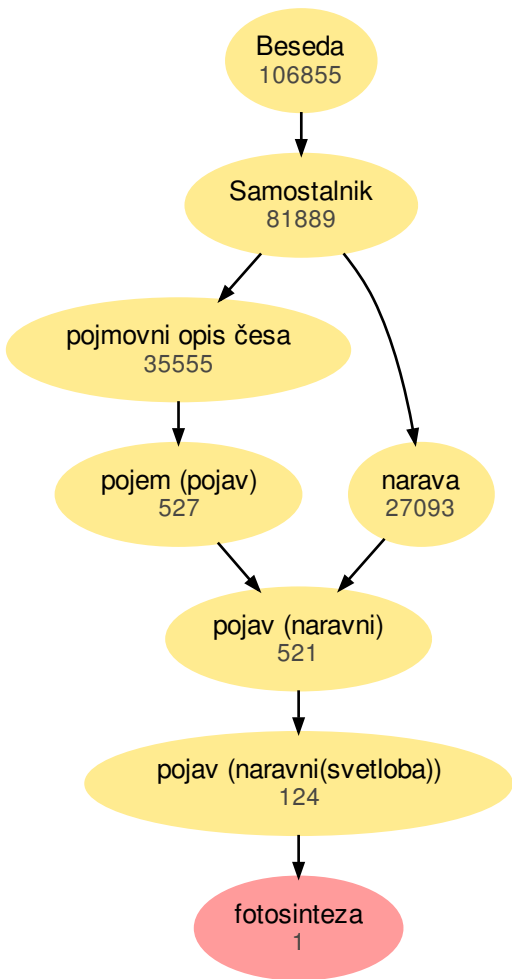 Beseda
106855
Samostalnik
81889
pojmovni opis česa
35555
pojem (pojav)
527
narava
27093
pojav (naravni)
521
pojav (naravni(svetloba))
124
fotosinteza
1